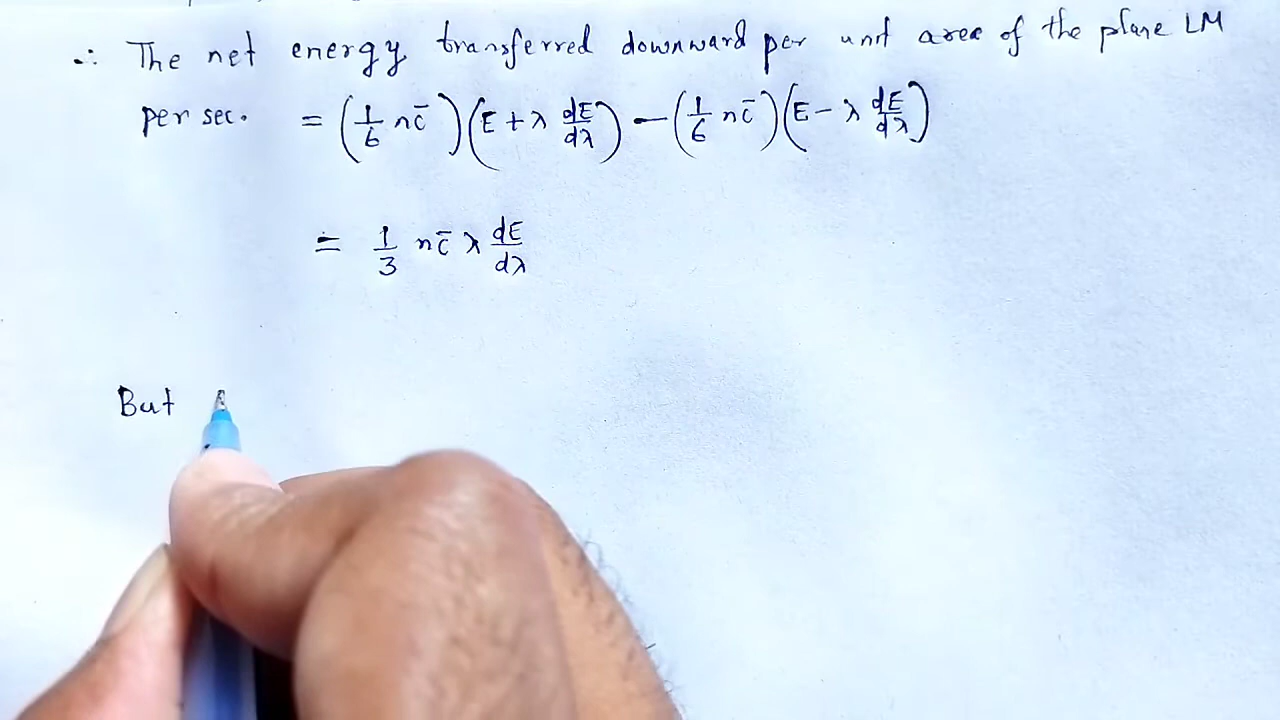 ∴ The net energy transferred downward per unit area of the plane LM
per sec. = (1/6 nc̄)(E + λ dE/dλ) − (1/6 nc̄)(E − λ dE/dλ)
= 1/3 nc̄ λ dE/dλ
But